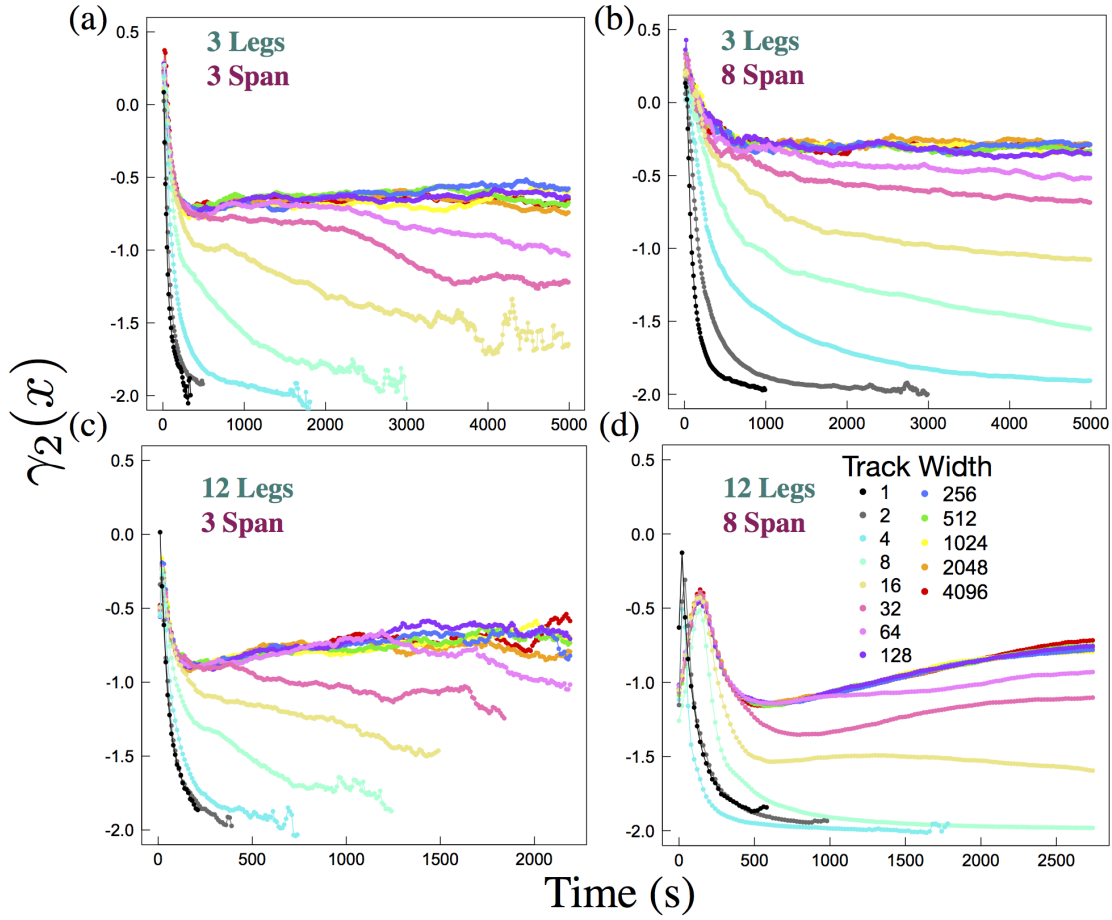 (a)
3 Legs
3 Span
0.5
0.0
-0.5
-1.0
-1.5
-2.0
0 1000 2000 3000 4000 5000
(b)
3 Legs
8 Span
0.5
0.0
-0.5
-1.0
-1.5
-2.0
0 1000 2000 3000 4000 5000
γ₂(x)
(c)
12 Legs
3 Span
0.5
0.0
-0.5
-1.0
-1.5
-2.0
0 500 1000 1500 2000
(d)
12 Legs
8 Span
Track Width
1 256
2 512
4 1024
8 2048
16 4096
32
64
128
0.5
0.0
-0.5
-1.0
-1.5
-2.0
0 500 1000 1500 2000 2500
Time (s)